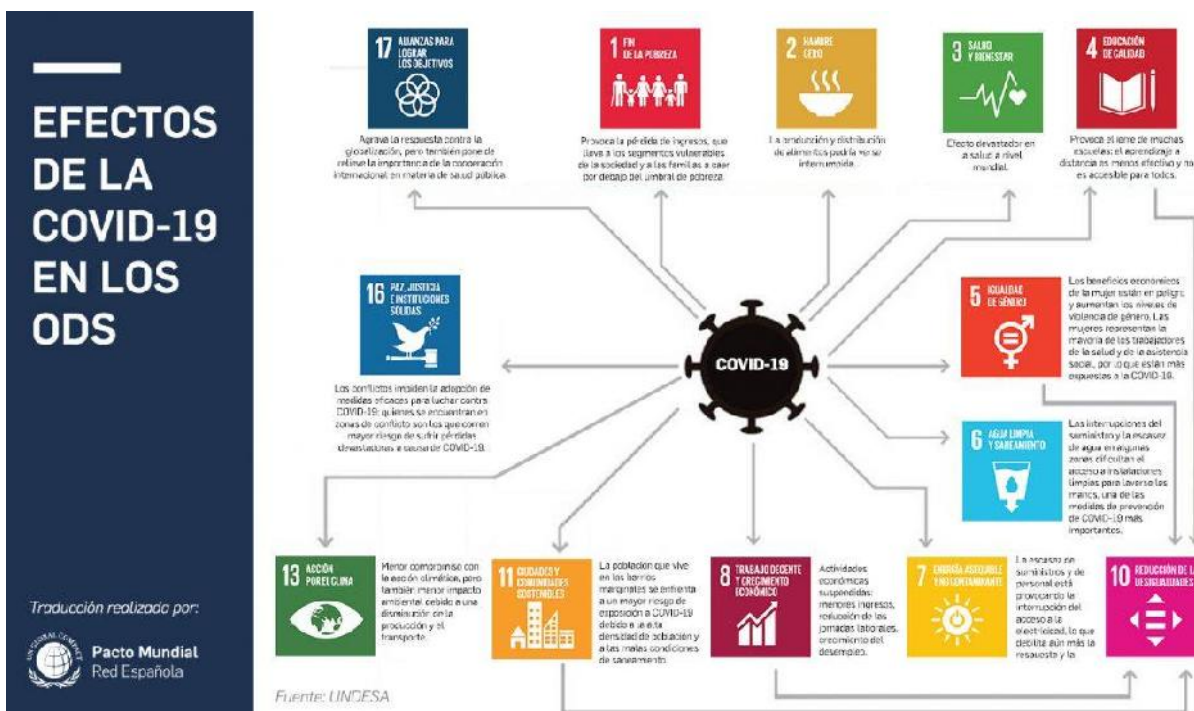 EFECTOS
DE LA
COVID-19
EN LOS
ODS
Traducción realizada por:
Pacto Mundial
Red Española
17 ALIANZAS PARA
LOGRAR
LOS OBJETIVOS
Agrava la respuesta contra la
globalización, pero también pone de
relieve la importancia de la cooperación
internacional en materia de salud pública.
1 FIN
DE LA POBREZA
Provoca la pérdida de ingresos, que
lleva a los segmentos vulnerables
de la sociedad y a las familias a caer
por debajo del umbral de pobreza.
2 HAMBRE
CERO
La producción y distribución
de alimentos podría verse
interrumpida.
3 SALUD
Y BIENESTAR
Efecto devastador en
a salud a nivel
mundial.
4 EDUCACIÓN
DE CALIDAD
Provoca el cierre de muchas
escuelas; el aprendizaje a
distancia es menos efectivo y no
es accesible para todos.
16 PAZ, JUSTICIA
E INSTITUCIONES
SÓLIDAS
Los conflictos impiden la adopción de
medidas eficaces para luchar contra
COVID-19; quienes se encuentran en
zonas de conflicto son los que corren
mayor riesgo de sufrir pérdidas
devastadoras a causa de COVID-19.
COVID-19
5 IGUALDAD
DE GÉNERO
Los beneficios económicos
de la mujer están en peligro
y aumentan los niveles de
violencia de género. Las
mujeres representan la
mayoría de los trabajadores
de la salud y de la asistencia
social, por lo que están más
expuestas a la COVID-19.
6 AGUA LIMPIA
Y SANEAMIENTO
Las interrupciones del
suministro y la escasez
de agua en algunas
zonas dificultan el
acceso a instalaciones
limpias para lavarse las
manos, una de las
medidas de prevención
de COVID-19 más
importantes.
13 ACCIÓN
POR EL CLIMA
Menor compromiso con
la acción climática, pero
también menor impacto
ambiental debido a una
disminución de la
producción y el
transporte.
11 CIUDADES Y
COMUNIDADES
SOSTENIBLES
La población que vive
en los barrios
marginales se enfrenta
a un mayor riesgo de
exposición a COVID-19
debido a la alta
densidad de población y
a las malas condiciones
de saneamiento.
8 TRABAJO DECENTE
Y CRECIMIENTO
ECONÓMICO
Actividades
económicas
suspendidas:
menores ingresos,
reducción de las
jornadas laborales,
crecimiento del
desempleo.
7 ENERGÍA ASEQUIBLE
Y NO CONTAMINANTE
La escasez de
suministros y de
personal está
provocando la
interrupción del
acceso a la
electricidad, lo que
debilita aún más la
respuesta y la
10 REDUCCIÓN DE LA
DESIGUALDADES
Fuente: UNDESA